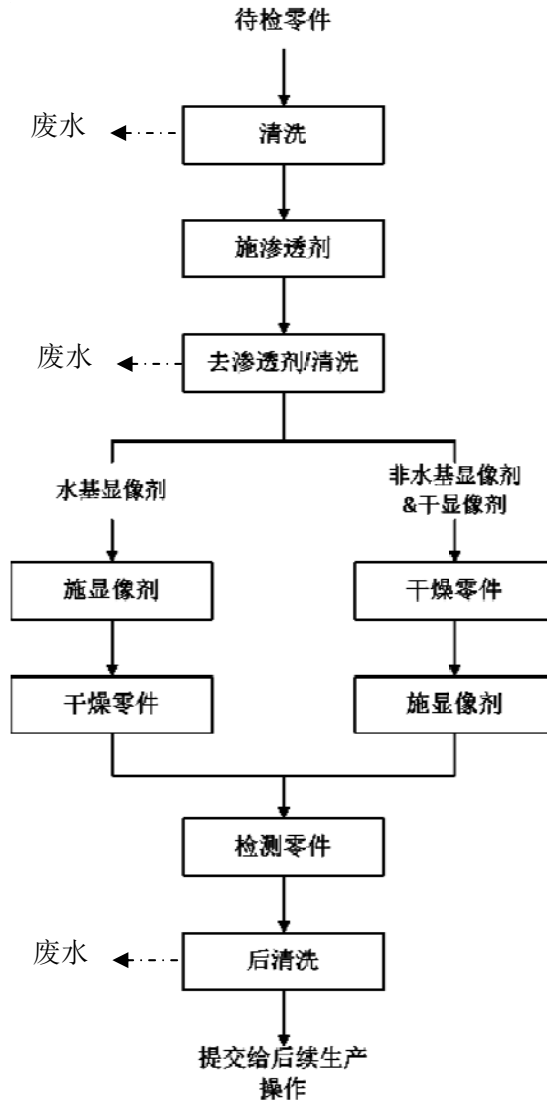 待检零件
废水
清洗
施渗透剂
废水
去渗透剂/清洗
水基显像剂
非水基显像剂
&干显像剂
施显像剂
干燥零件
干燥零件
施显像剂
检测零件
废水
后清洗
提交给后续生产
操作